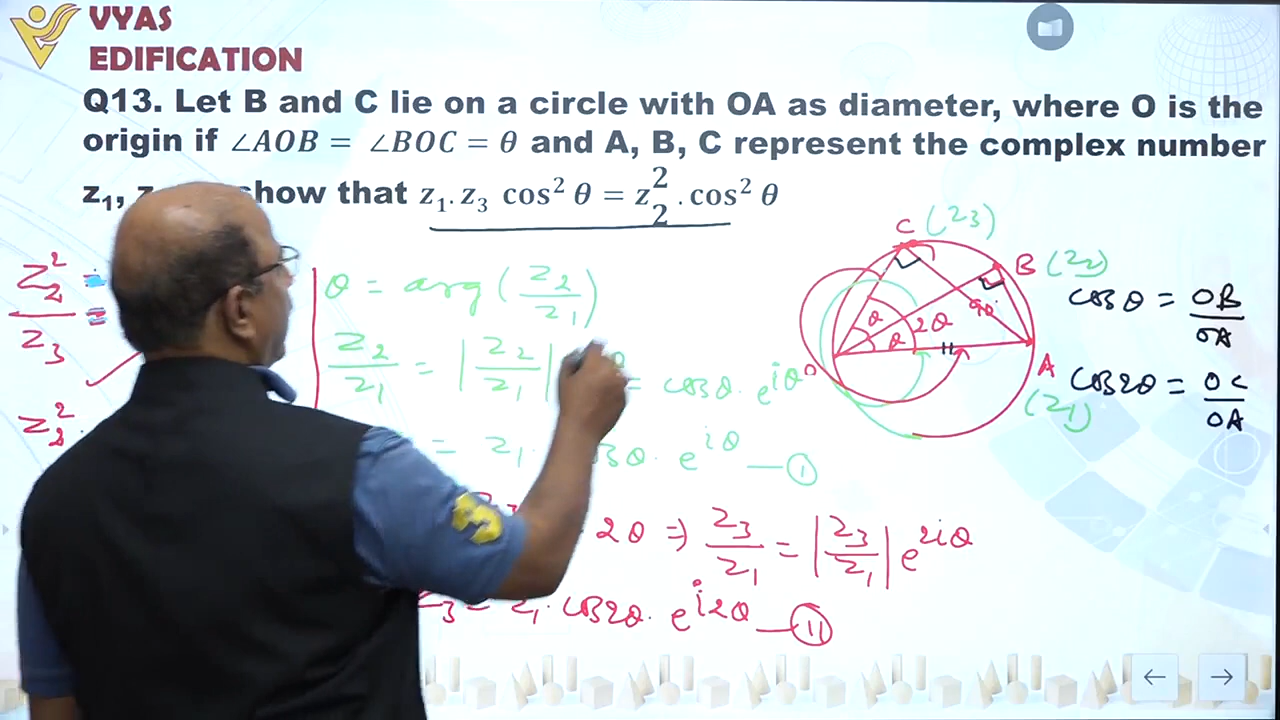 VYAS
EDIFICATION
Q13. Let B and C lie on a circle with OA as diameter, where O is the
origin if ∠AOB = ∠BOC = θ and A, B, C represent the complex number
z₁, z show that z₁. z₃ cos² θ = z₂² . cos² θ
2
z₂² =
z₃ =
z₂²
θ = arg (z₂/z₁)
z₂/z₁ = |z₂/z₁| = cosθ. e^iθ
= z₁. cosθ. e^iθ —①
2θ ⇒ z₃/z₁ = |z₃/z₁| e^2iθ
z₃ = z₁. cos2θ. e^i2θ —⑪
C (z₃)
B (z₂)
90
θ
2θ
θ
O
A
(z₁)
cosθ = OB/OA
cos2θ = OC/OA